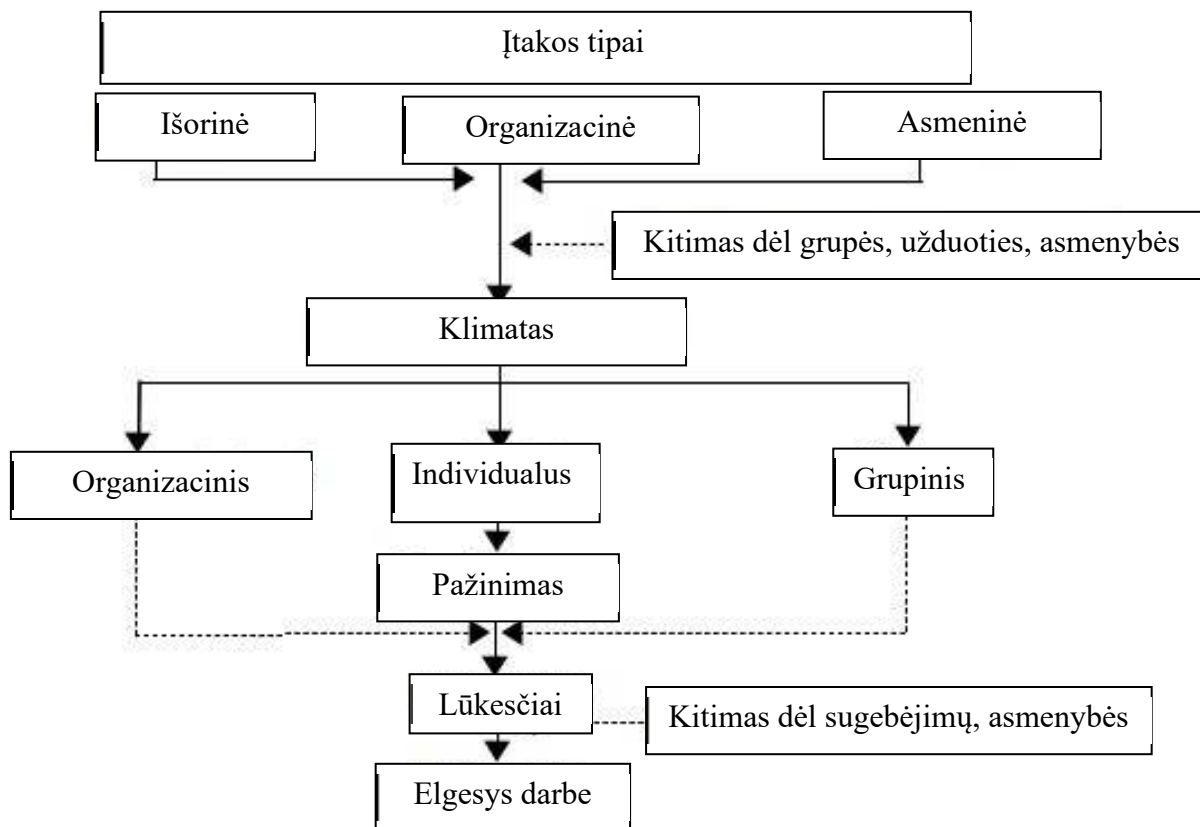 Įtakos tipai
Išorinė
Organizacinė
Asmeninė
Kitimas dėl grupės, užduoties, asmenybės
Klimatas
Organizacinis
Individualus
Grupinis
Pažinimas
Lūkesčiai
Kitimas dėl sugebėjimų, asmenybės
Elgesys darbe